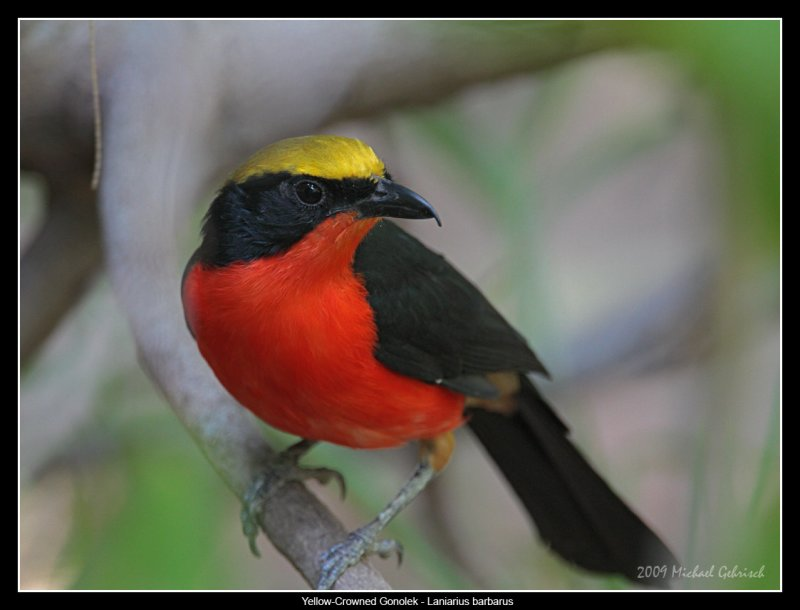 2009 Michael Gehrisch
Yellow-Crowned Gonolek - Laniarius barbarus